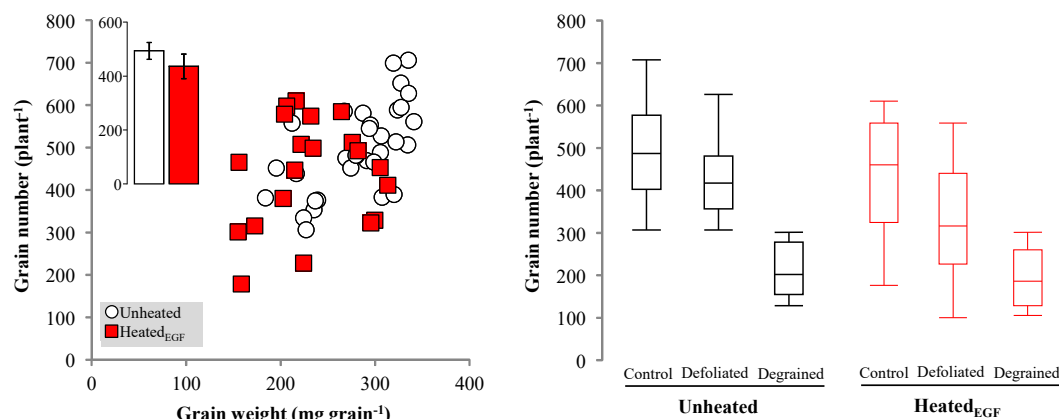 800
700
600
500
400
300
200
100
0
Grain number (plant⁻¹)
600
400
200
0
Unheated
Heated_EGF
0 100 200 300 400
Grain weight (mg grain⁻¹)
800
700
600
500
400
300
200
100
0
Grain number (plant⁻¹)
Control Defoliated Degrained Control Defoliated Degrained
Unheated Heated_EGF